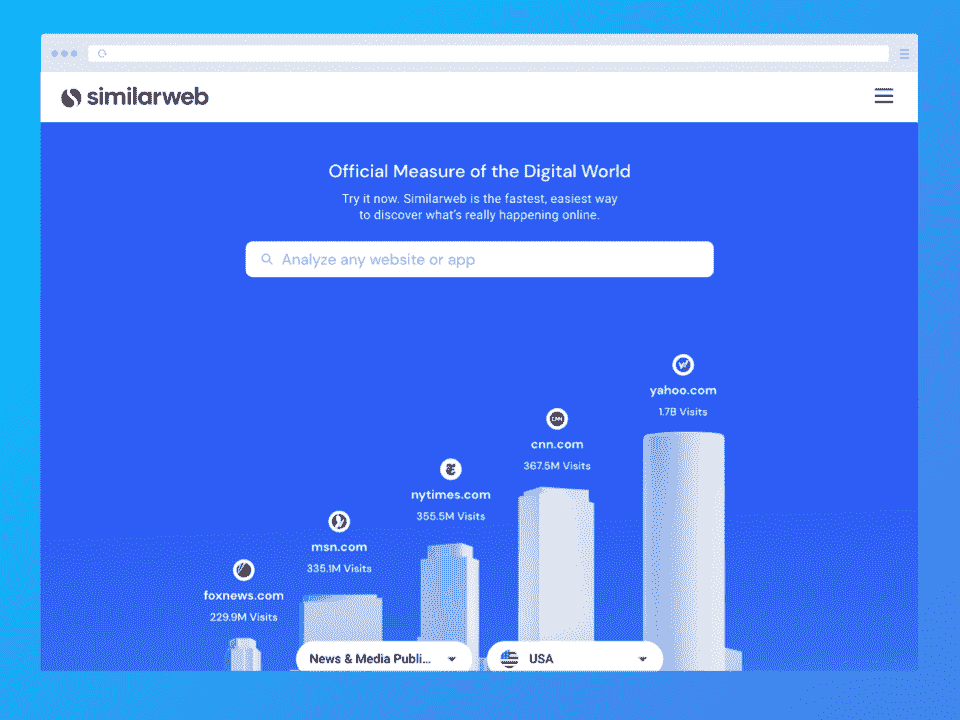 similarweb
Official Measure of the Digital World
Try it now. Similarweb is the fastest, easiest way
to discover what's really happening online.
Analyze any website or app
yahoo.com
1.7B Visits
CNN
cnn.com
367.5M Visits
nytimes.com
355.5M Visits
msn.com
335.1M Visits
foxnews.com
229.9M Visits
News & Media Publi...
USA